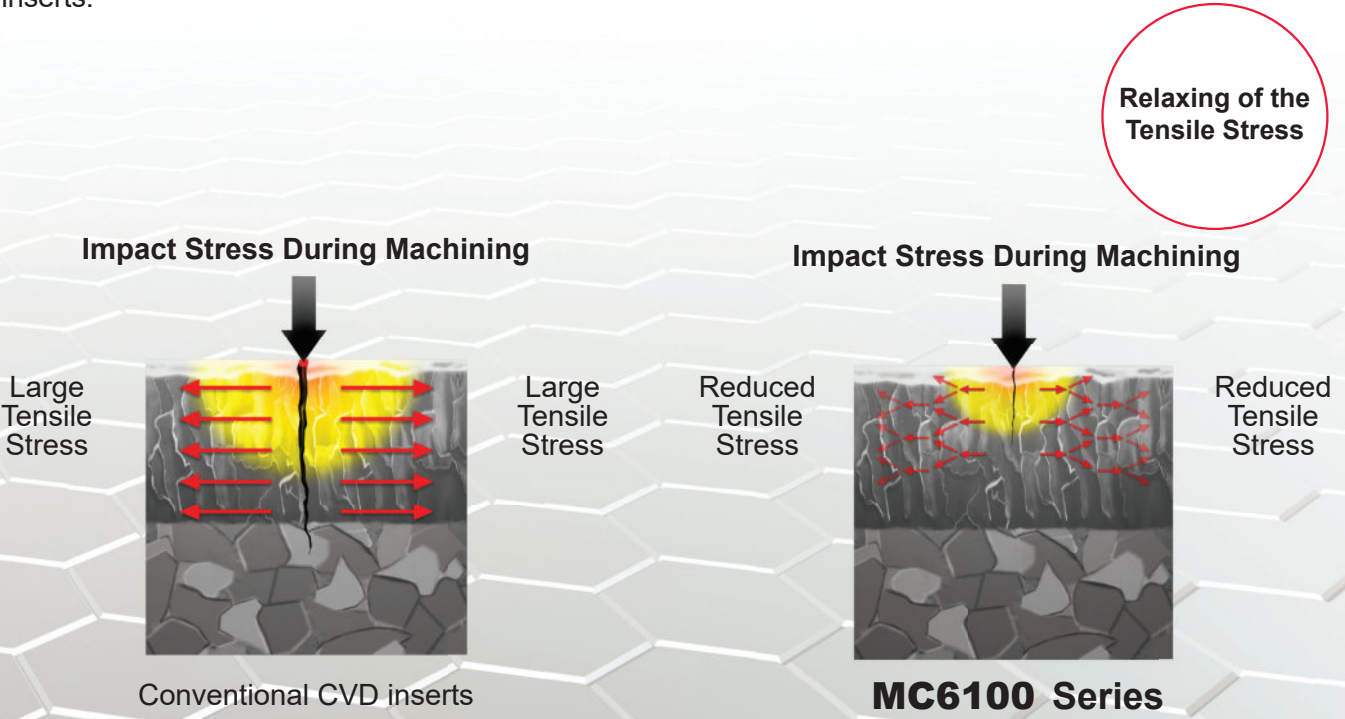 inserts.
Relaxing of the
Tensile Stress
Impact Stress During Machining
Impact Stress During Machining
Large
Tensile
Stress
Large
Tensile
Stress
Reduced
Tensile
Stress
Reduced
Tensile
Stress
Conventional CVD inserts
MC6100 Series